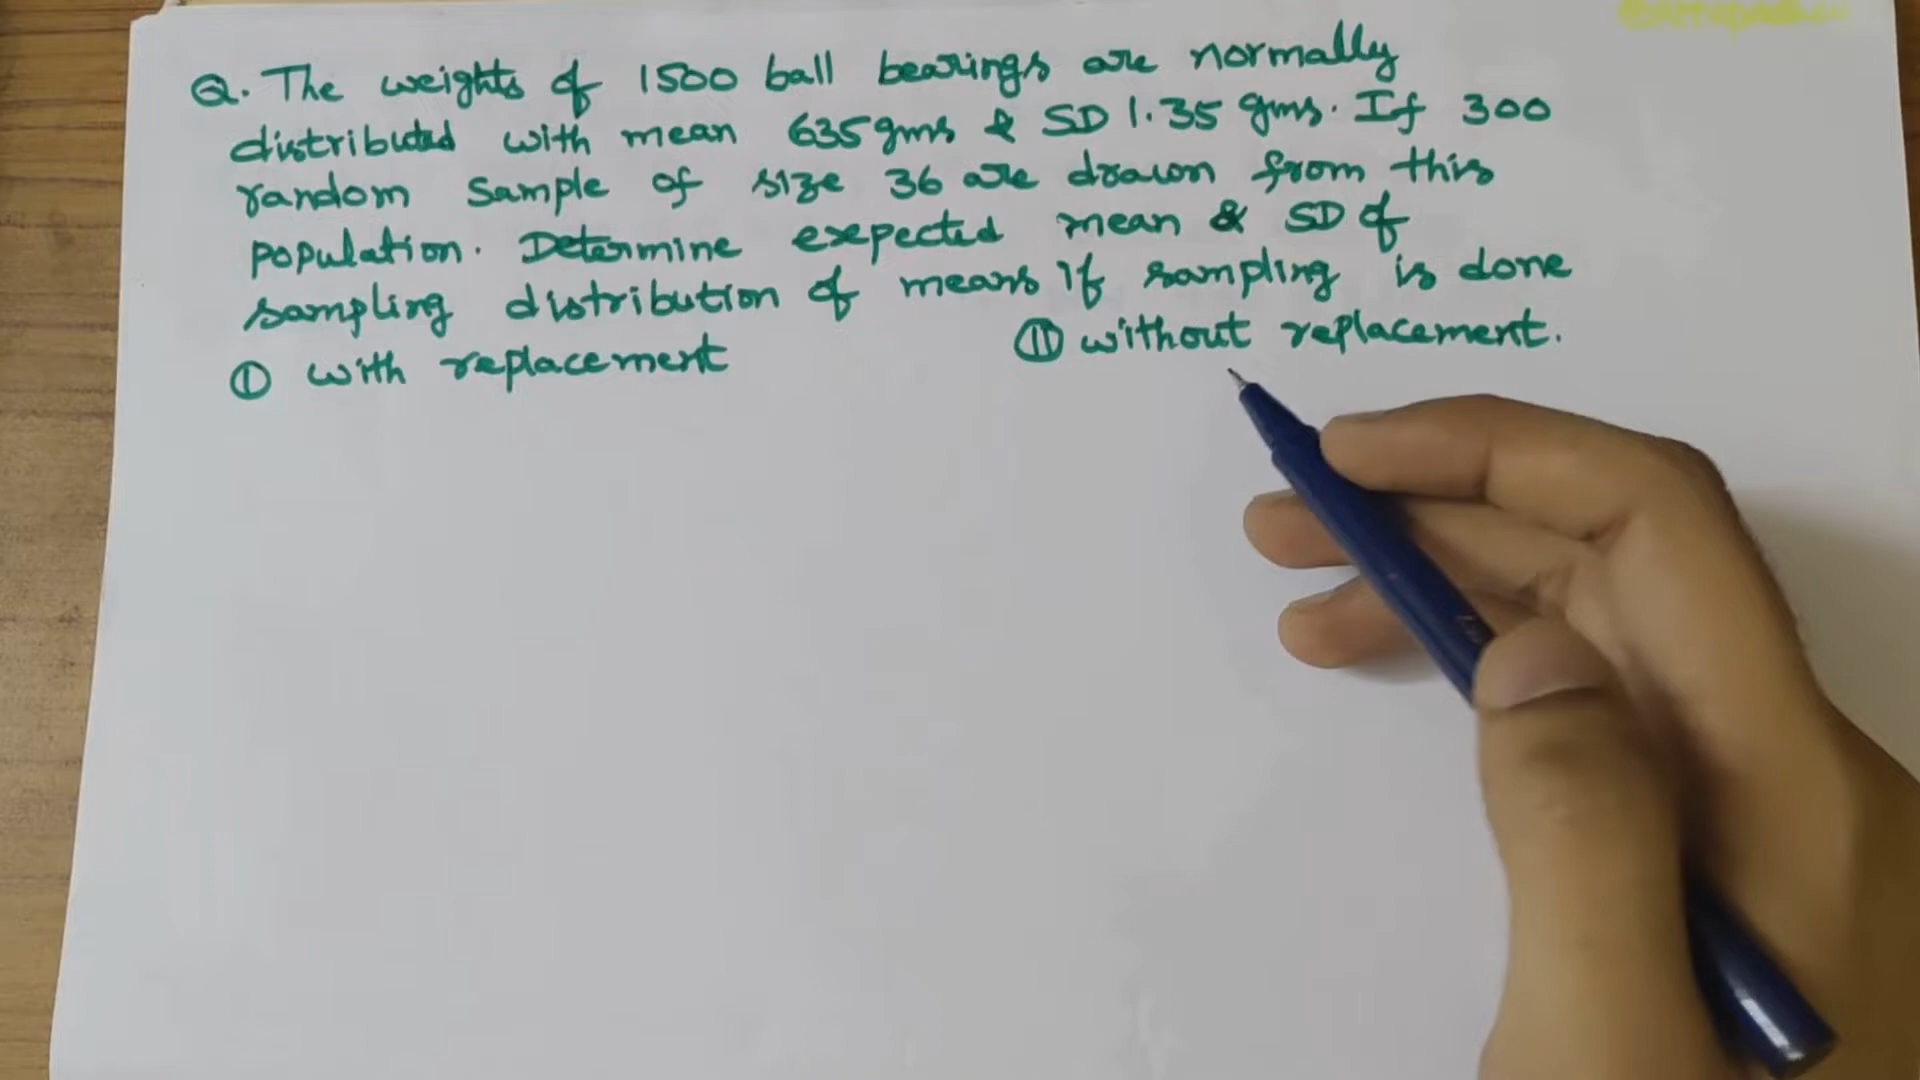 Q. The weights of 1500 ball bearings are normally
distributed with mean 635gms & SD 1.35 gms. If 300
random sample of size 36 are drawn from this
population. Determine expected mean & SD of
sampling distribution of means if sampling is done
① with replacement ⑪ without replacement.